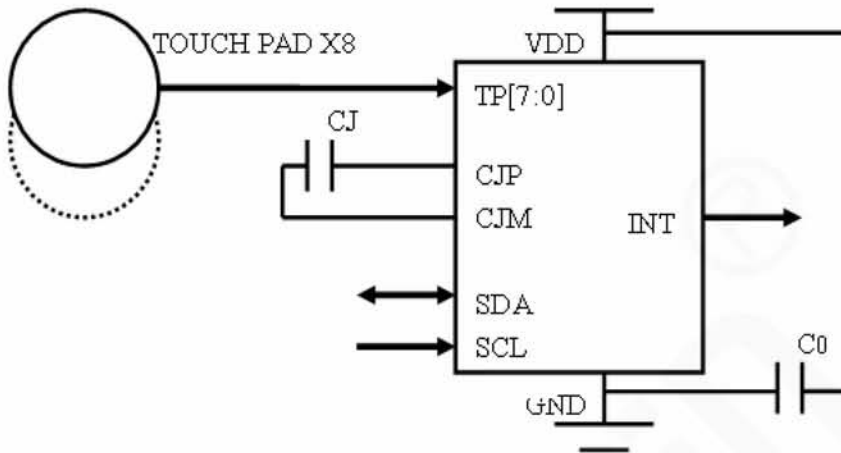 TOUCH PAD X8
VDD
TP[7:0]
CJ
CJP
CJM
INT
SDA
SCL
C0
GND